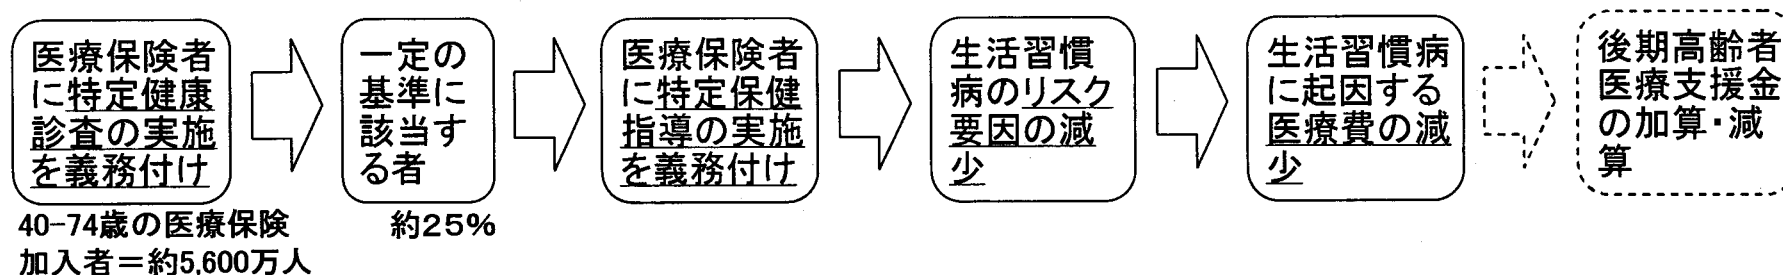 医療保険者
に特定健康
診査の実施
を義務付け
40-74歳の医療保険
加入者＝約5,600万人
一定の
基準に
該当す
る者
約25%
医療保険者
に特定保健
指導の実施
を義務付け
生活習慣
病のリスク
要因の減
少
生活習慣病
に起因する
医療費の減
少
後期高齢者
医療支援金
の加算・減
算